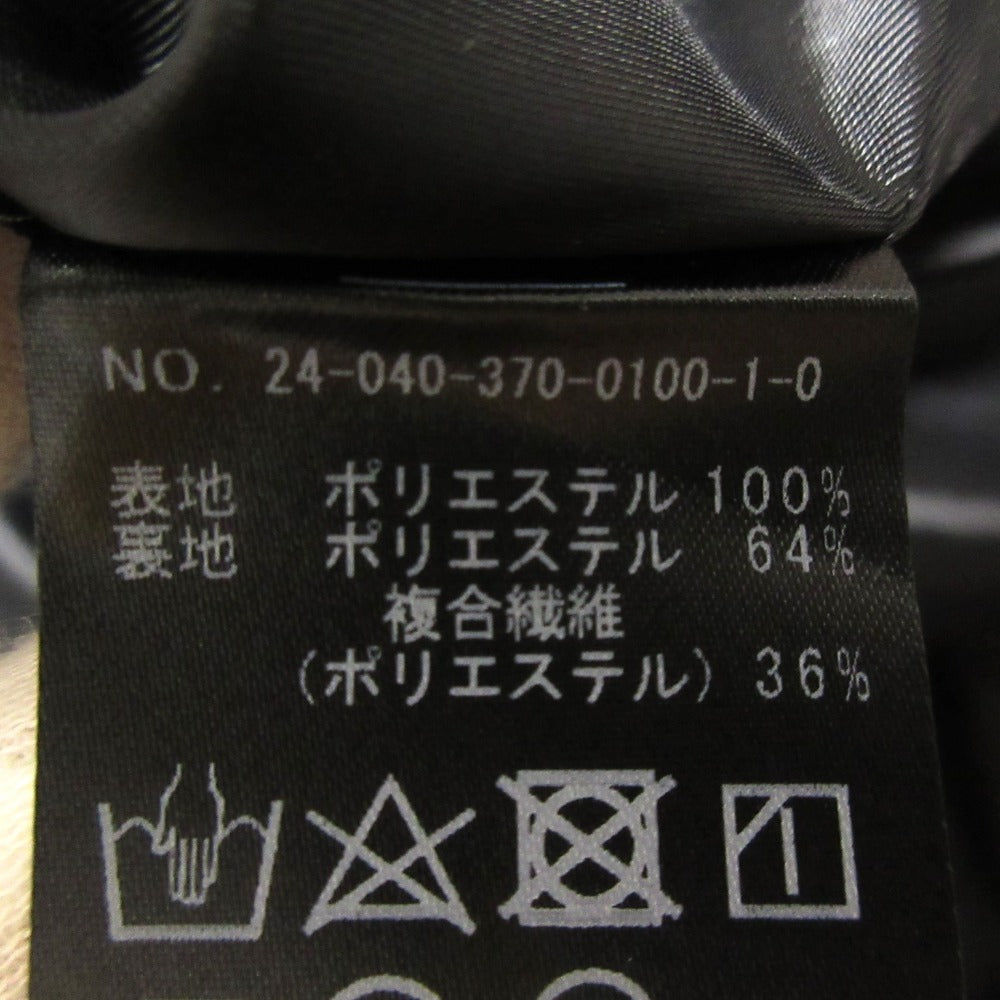 NO. 24-040-370-0100-1-0
表地 ポリエステル 100%
裏地 ポリエステル 64%
複合繊維
(ポリエステル) 36%